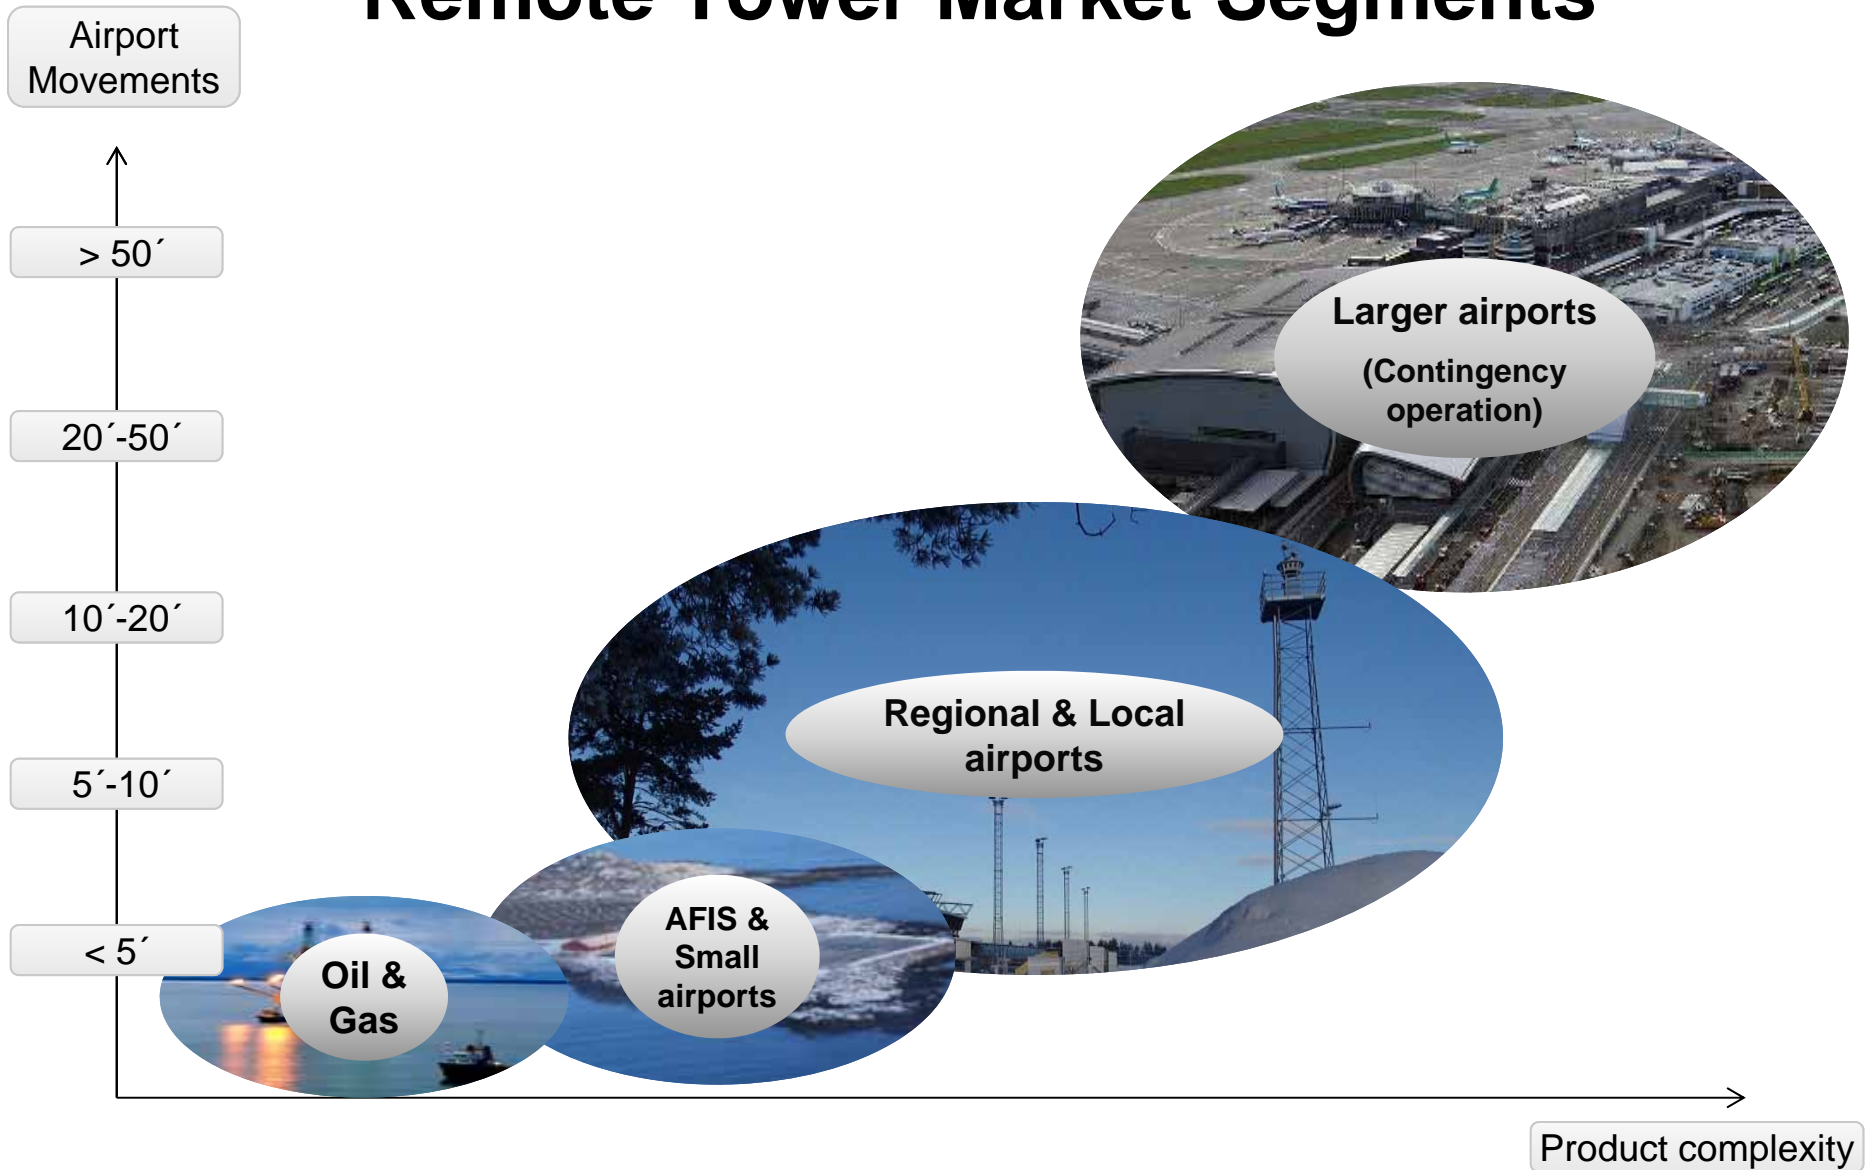 Remote Tower Market Segments
Airport
Movements
> 50´
Larger airports
(Contingency
operation)
20´-50´
10´-20´
Regional & Local
airports
5´-10´
AFIS &
Small
airports
< 5´
Oil &
Gas
Product complexity